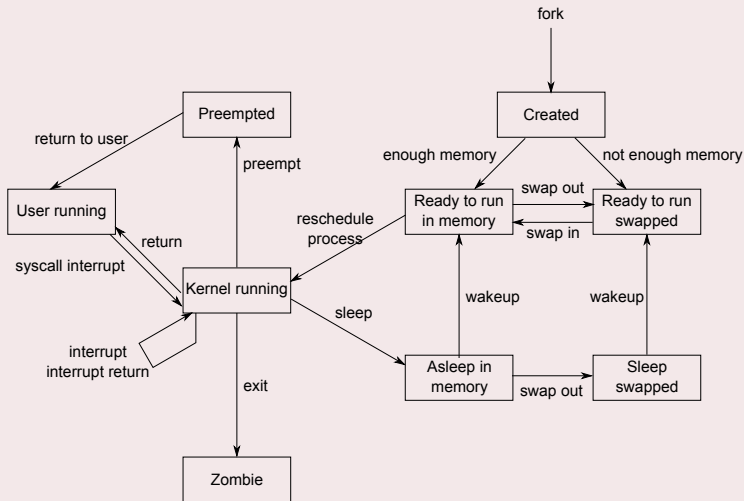 fork
Preempted
Created
return to user
preempt
enough memory
not enough memory
User running
Ready to run
in memory
swap out
swap in
Ready to run
swapped
return
syscall interrupt
reschedule
process
Kernel running
sleep
wakeup
wakeup
interrupt
interrupt return
exit
Asleep in
memory
swap out
Sleep
swapped
Zombie